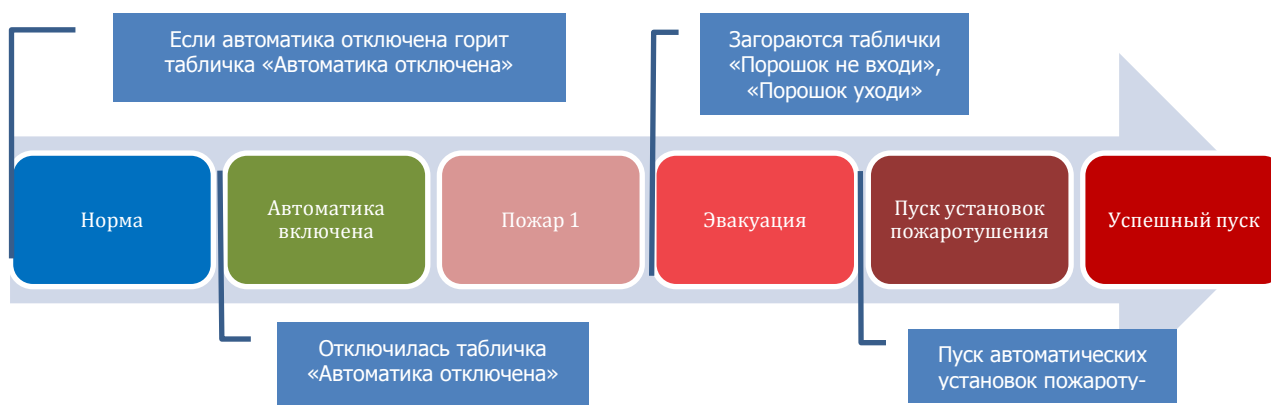 Если автоматика отключена горит
табличка «Автоматика отключена»
Загораются таблички
«Порошок не входи»,
«Порошок уходи»
Норма
Автоматика
включена
Пожар 1
Эвакуация
Пуск установок
пожаротушения
Успешный пуск
Отключилась табличка
«Автоматика отключена»
Пуск автоматических
установок пожароту-